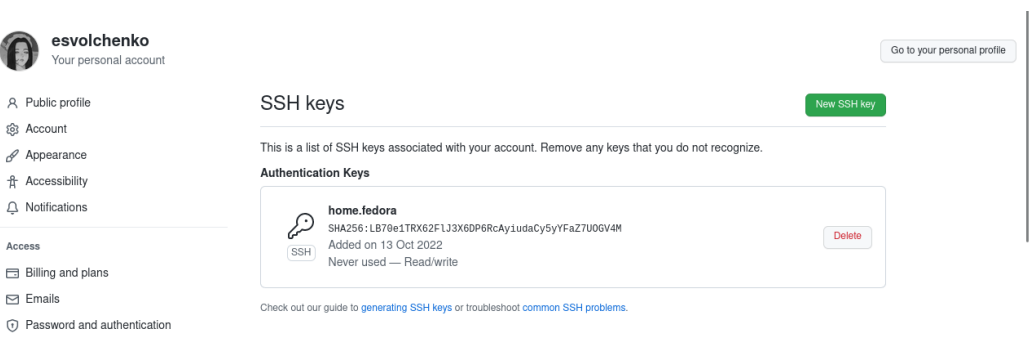 esvolchenko
Your personal account
Go to your personal profile
Public profile
Account
Appearance
Accessibility
Notifications
Access
Billing and plans
Emails
Password and authentication
SSH keys
New SSH key
This is a list of SSH keys associated with your account. Remove any keys that you do not recognize.
Authentication Keys
home.fedora
SHA256:LB70e1TRX62FlJ3X6DP6RcAyiudaCy5yYFaZ7UOGV4M
SSH
Added on 13 Oct 2022
Never used — Read/write
Delete
Check out our guide to generating SSH keys or troubleshoot common SSH problems.